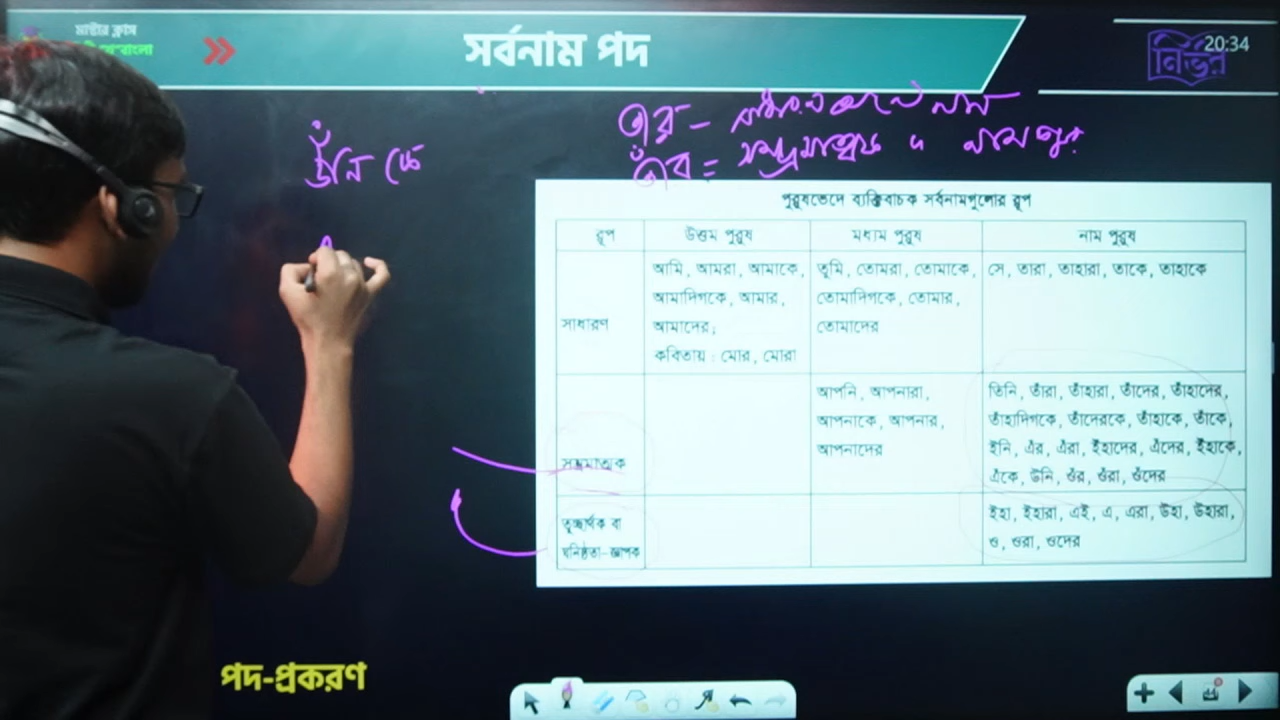 মাস্টার ক্লাস
সর্বনাম পদ
20:34
নির্ভর
তার -
তাঁর =
উনি কে
পুরুষভেদে ব্যক্তিবাচক সর্বনামগুলোর রূপ
রূপ উত্তম পুরুষ মধ্যম পুরুষ নাম পুরুষ
সাধারণ
আমি, আমরা, আমাকে,
আমাদিগকে, আমার,
আমাদের;
কবিতায় : মোর, মোরা
তুমি, তোমরা, তোমাকে,
তোমাদিগকে, তোমার,
তোমাদের
সে, তারা, তাহারা, তাকে, তাহাকে
সম্ভ্রমাত্মক
আপনি, আপনারা,
আপনাকে, আপনার,
আপনাদের
তিনি, তাঁরা, তাঁহারা, তাঁদের, তাঁহাদের,
তাঁহাদিগকে, তাঁদেরকে, তাঁহাকে, তাঁকে,
ইনি, এঁর, এঁরা, ইঁহাদের, এঁদের, ইঁহাকে,
এঁকে, উনি, ওঁর, ওঁরা, ওঁদের
তুচ্ছার্থক বা
ঘনিষ্ঠতা-জ্ঞাপক
ইহা, ইহারা, এই, এ, এরা, উহা, উহারা,
ও, ওরা, ওদের
পদ-প্রকরণ